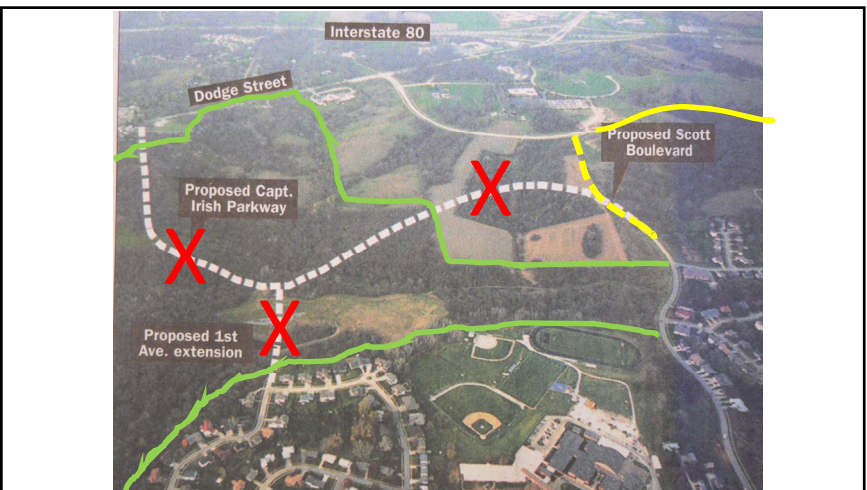 Interstate 80
Dodge Street
Proposed Scott
Boulevard
Proposed Capt.
Irish Parkway
Proposed 1st
Ave. extension
X
X
X